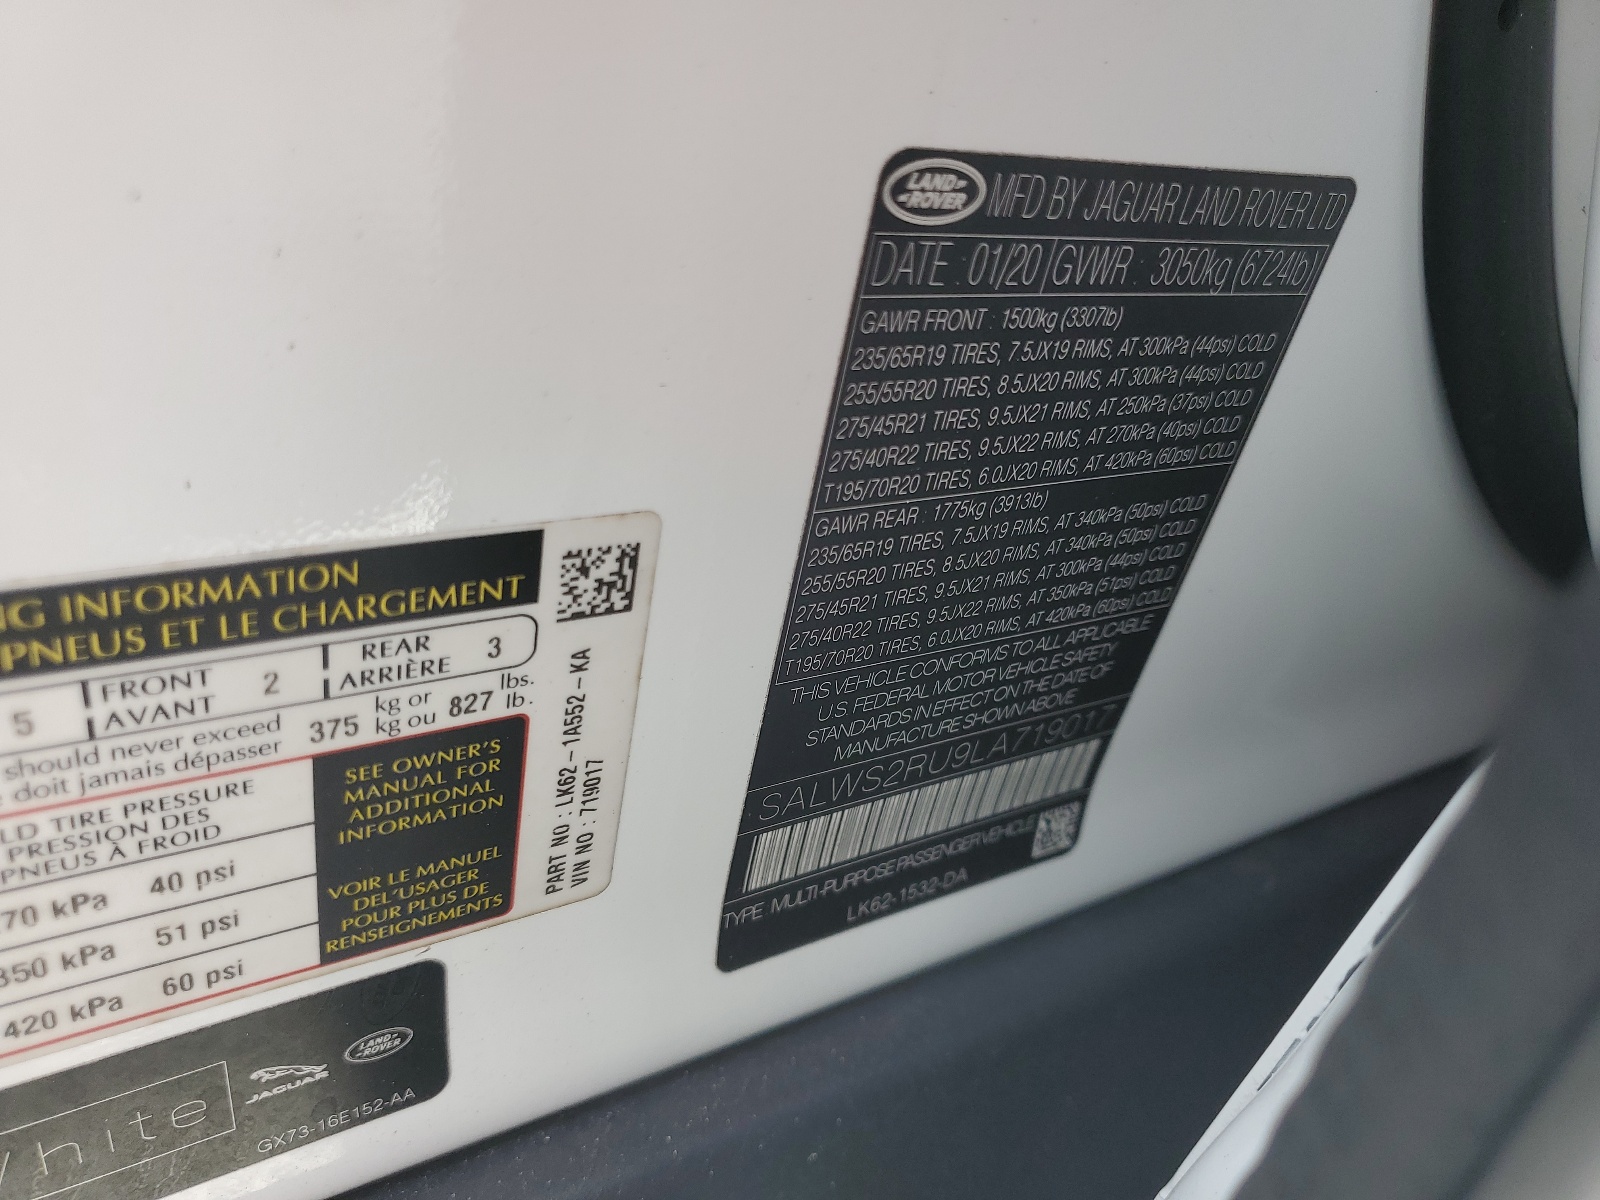 LAND ROVER
MFD BY JAGUAR LAND ROVER LTD
DATE : 01/20 GVWR : 3050kg (6724lb)
GAWR FRONT : 1500kg (3307lb)
235/65R19 TIRES, 7.5JX19 RIMS, AT 300kPa (44psi) COLD
255/55R20 TIRES, 8.5JX20 RIMS, AT 300kPa (44psi) COLD
275/45R21 TIRES, 9.5JX21 RIMS, AT 250kPa (37psi) COLD
275/40R22 TIRES, 9.5JX22 RIMS, AT 270kPa (40psi) COLD
T195/70R20 TIRES, 6.0JX20 RIMS, AT 420kPa (60psi) COLD
GAWR REAR : 1775kg (3913lb)
235/65R19 TIRES, 7.5JX19 RIMS, AT 340kPa (50psi) COLD
255/55R20 TIRES, 8.5JX20 RIMS, AT 340kPa (50psi) COLD
275/45R21 TIRES, 9.5JX21 RIMS, AT 300kPa (44psi) COLD
275/40R22 TIRES, 9.5JX22 RIMS, AT 350kPa (51psi) COLD
T195/70R20 TIRES, 6.0JX20 RIMS, AT 420kPa (60psi) COLD
THIS VEHICLE CONFORMS TO ALL APPLICABLE
U.S. FEDERAL MOTOR VEHICLE SAFETY
STANDARDS IN EFFECT ON THE DATE OF
MANUFACTURE SHOWN ABOVE
SALWS2RU9LA719017
TYPE MULTI-PURPOSE PASSENGER VEHICLE
LK62-1532-DA
NG INFORMATION
PNEUS ET LE CHARGEMENT
5
FRONT
AVANT
2
REAR
ARRIÈRE
3
should never exceed
doit jamais dépasser
375
kg or
kg ou
827
lbs.
lb.
LD TIRE PRESSURE
PRESSION DES
PNEUS À FROID
70 kPa 40 psi
350 kPa 51 psi
420 kPa 60 psi
SEE OWNER'S
MANUAL FOR
ADDITIONAL
INFORMATION
VOIR LE MANUEL
DEL'USAGER
POUR PLUS DE
RENSEIGNEMENTS
PART NO : LK62-1A552-KA
VIN NO : 719017
hite
JAGUAR
LAND ROVER
GX73-16E152-AA